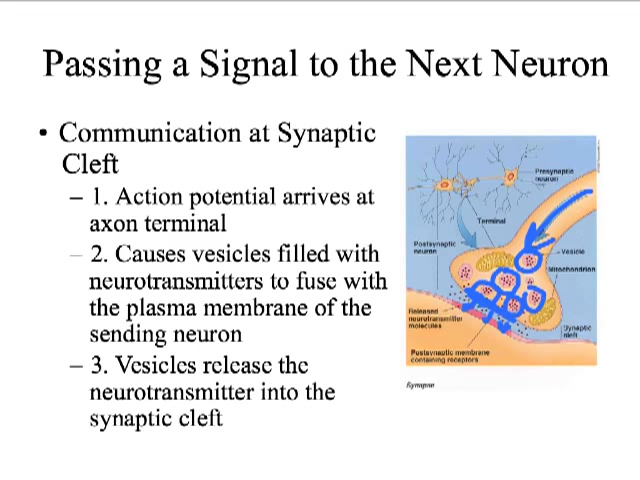 Passing a Signal to the Next Neuron
• Communication at Synaptic
Cleft
– 1. Action potential arrives at
axon terminal
– 2. Causes vesicles filled with
neurotransmitters to fuse with
the plasma membrane of the
sending neuron
– 3. Vesicles release the
neurotransmitter into the
synaptic cleft
Presynaptic
neuron
Terminal
Postsynaptic
neuron
Vesicle
Mitochondrion
Released
neurotransmitter
molecules
Synaptic
cleft
Postsynaptic membrane
containing receptors
Synapse